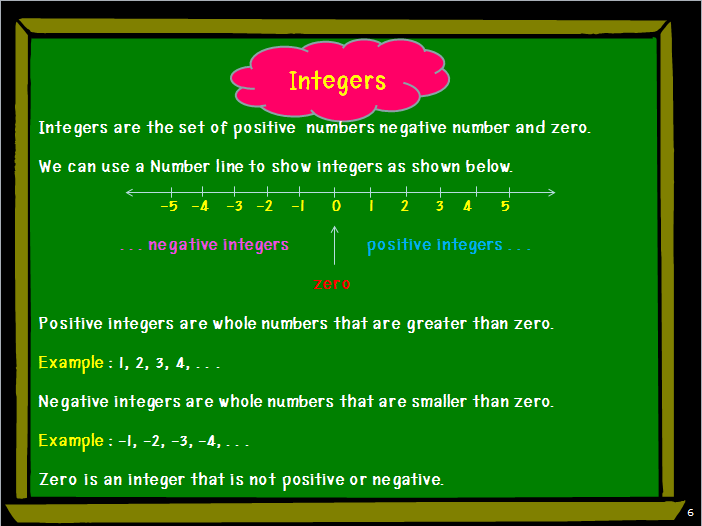 Integers
Integers are the set of positive  numbers negative number and zero.
We can use a Number line to show integers as shown below.
-5 -4 -3 -2 -1 0 1 2 3 4 5
. . . negative integers positive integers . . .
zero
Positive integers are whole numbers that are greater than zero.
Example : 1, 2, 3, 4, . . .
Negative integers are whole numbers that are smaller than zero.
Example : -1, -2, -3, -4, . . .
Zero is an integer that is not positive or negative.
6